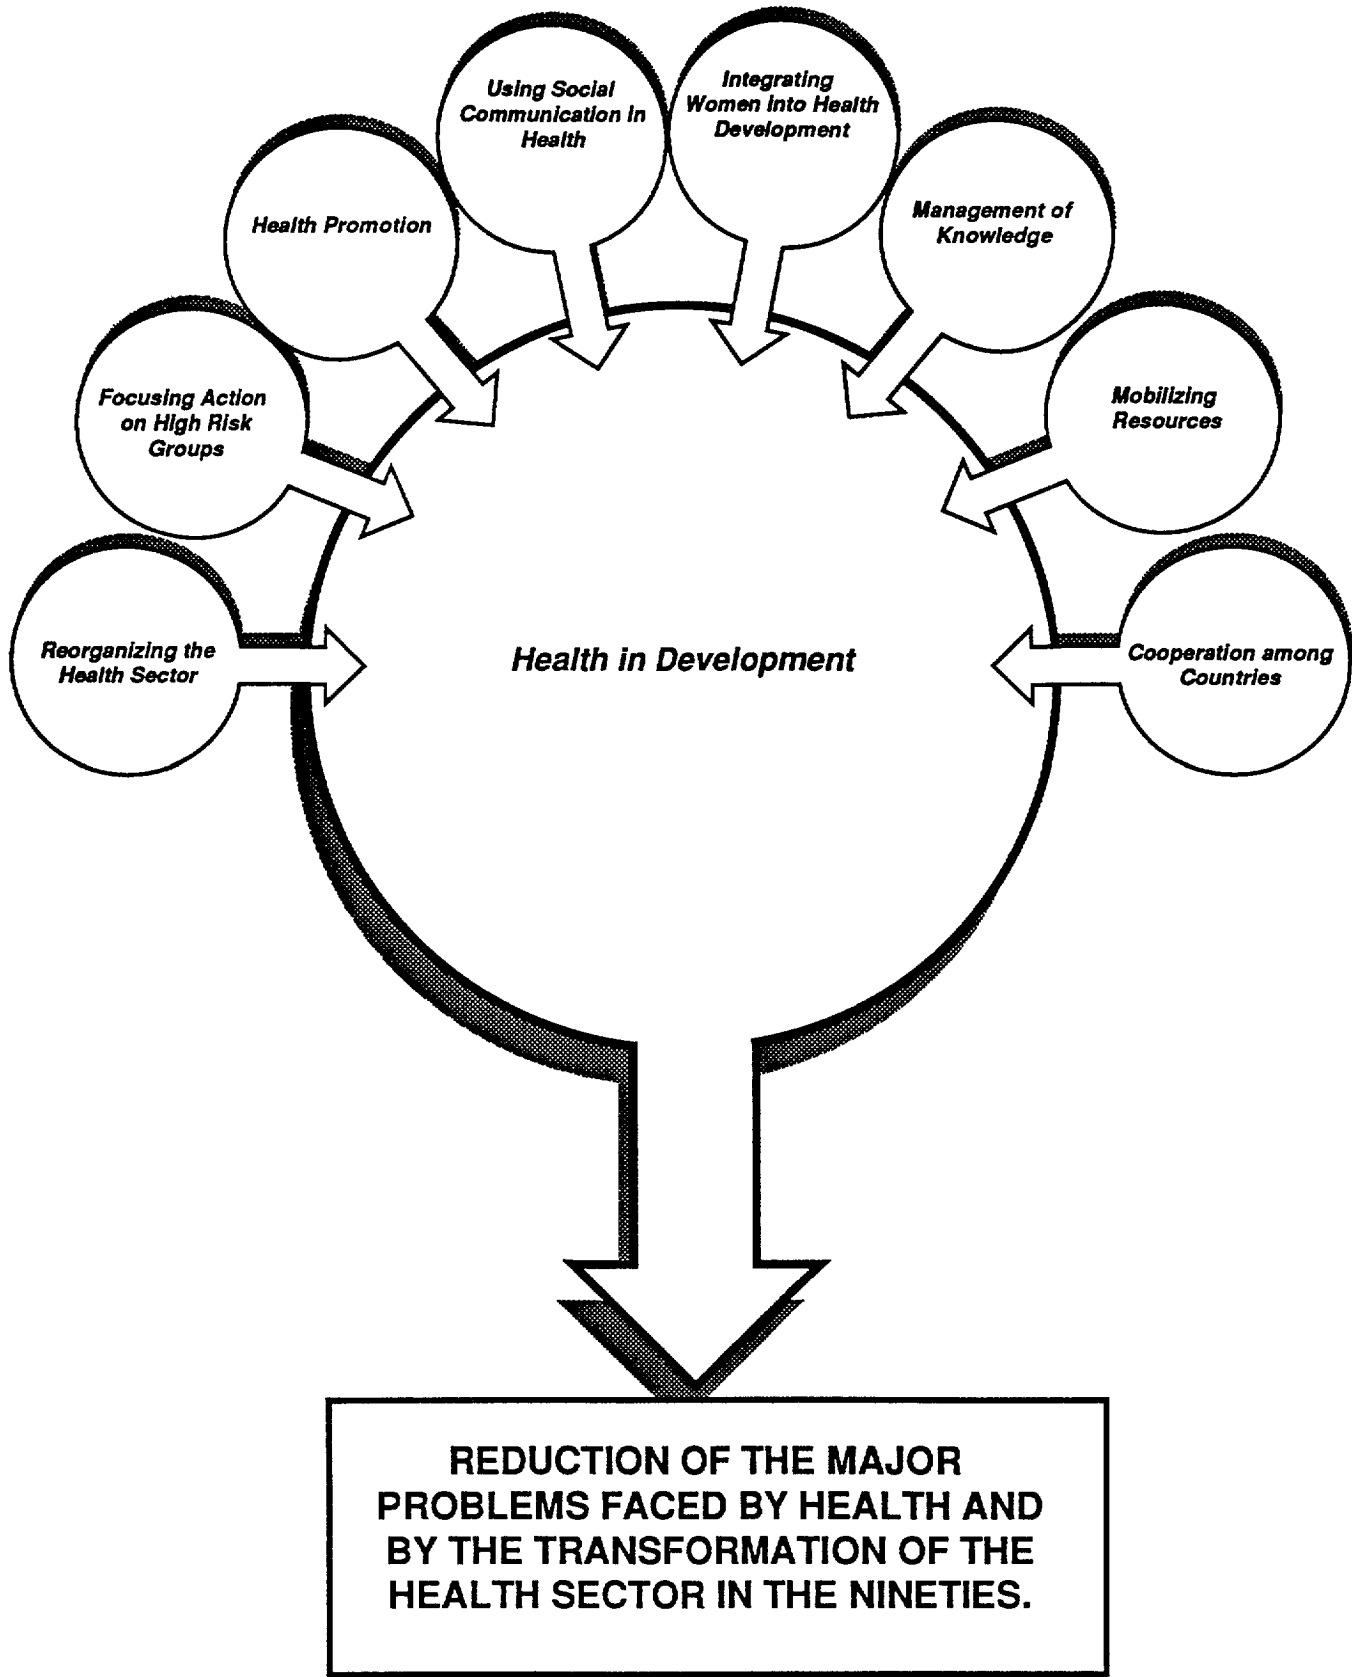 Using Social
Communication in
Health
Integrating
Women into Health
Development
Health Promotion
Management of
Knowledge
Focusing Action
on High Risk
Groups
Mobilizing
Resources
Reorganizing the
Health Sector
Health in Development
Cooperation among
Countries
REDUCTION OF THE MAJOR
PROBLEMS FACED BY HEALTH AND
BY THE TRANSFORMATION OF THE
HEALTH SECTOR IN THE NINETIES.